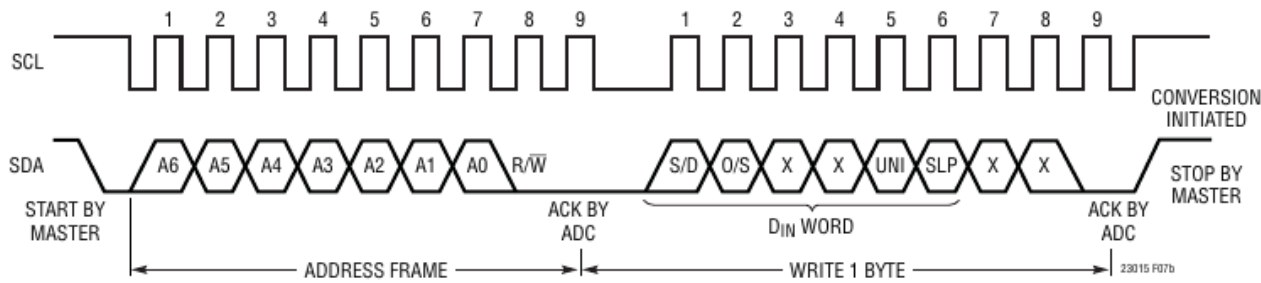 1 2 3 4 5 6 7 8 9 1 2 3 4 5 6 7 8 9
SCL
CONVERSION
INITIATED
SDA A6 A5 A4 A3 A2 A1 A0 R/W̅ S/D O/S X X UNI SLP X X
STOP BY
MASTER
START BY
MASTER
ACK BY
ADC
DIN WORD
ACK BY
ADC
ADDRESS FRAME
WRITE 1 BYTE
23015 F07b